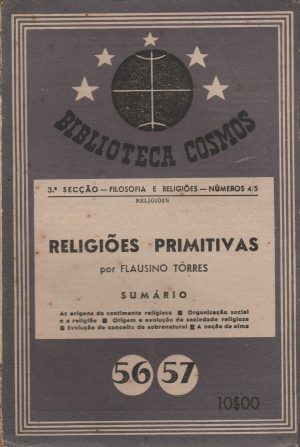 BIBLIOTECA COSMOS
3.ª SECÇÃO — FILOSOFIA E RELIGIÕES — NÚMEROS 4/5
RELIGIÕES
RELIGIÕES PRIMITIVAS
por FLAUSINO TÔRRES
SUMÁRIO
As origens do sentimento religioso ■ Organização social
e a religião ■ Origem e evolução da sociedade religiosa
■ Evolução do conceito do sobrenatural ■ A noção da alma
56 57
10$00